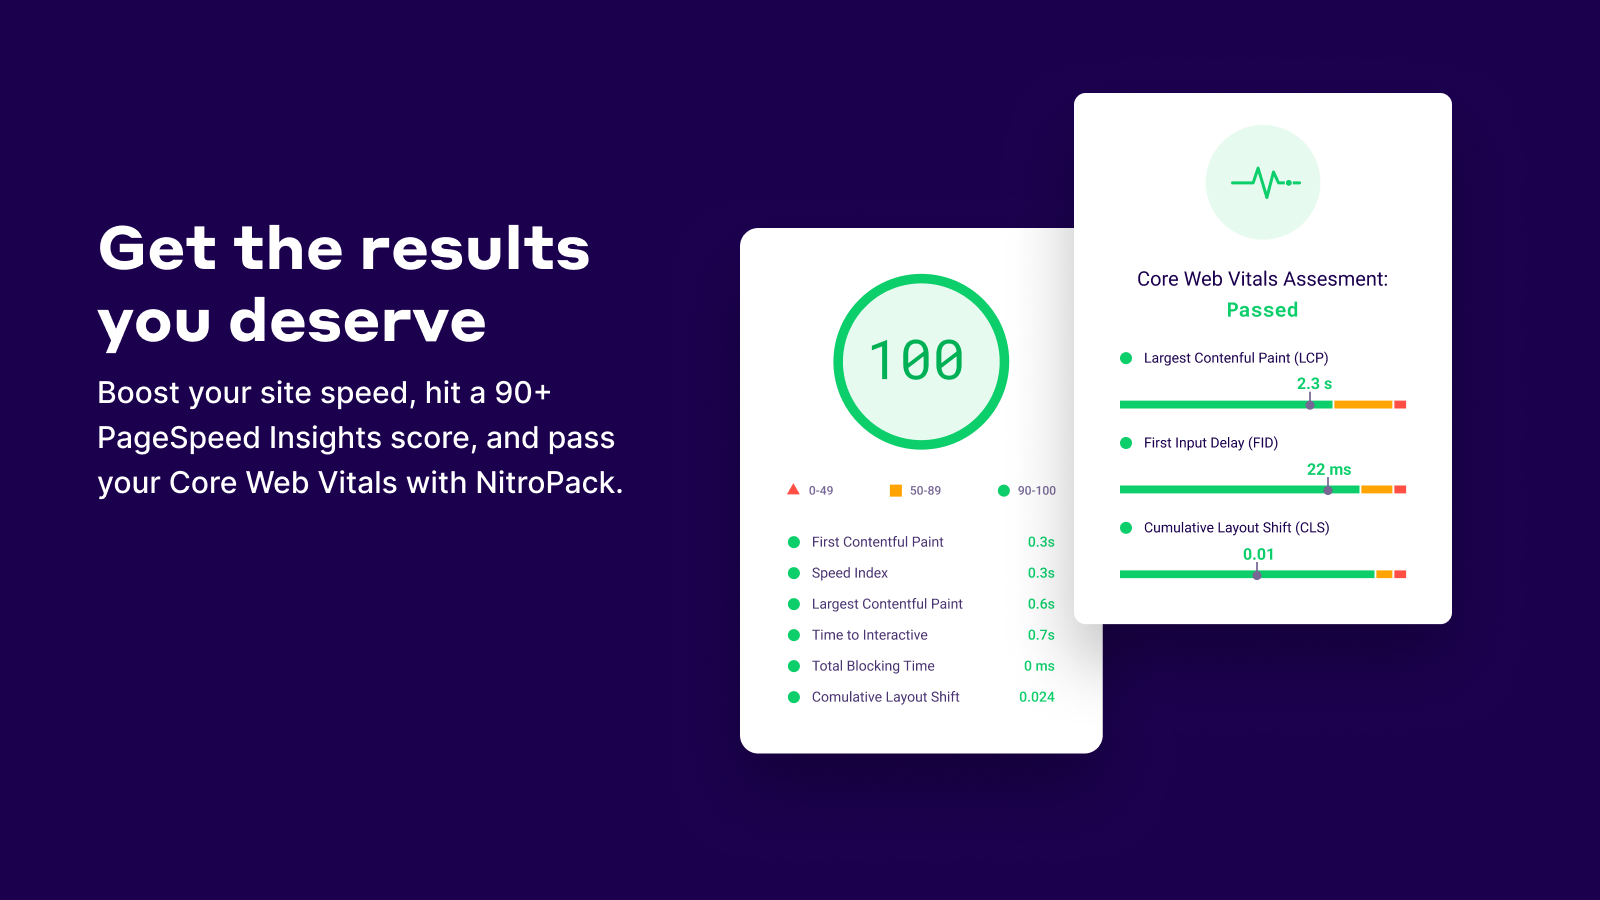 Get the results
you deserve
Boost your site speed, hit a 90+
PageSpeed Insights score, and pass
your Core Web Vitals with NitroPack.
100
0-49 50-89 90-100
First Contentful Paint 0.3s
Speed Index 0.3s
Largest Contentful Paint 0.6s
Time to Interactive 0.7s
Total Blocking Time 0 ms
Comulative Layout Shift 0.024
Core Web Vitals Assesment:
Passed
Largest Contenful Paint (LCP)
2.3 s
First Input Delay (FID)
22 ms
Cumulative Layout Shift (CLS)
0.01